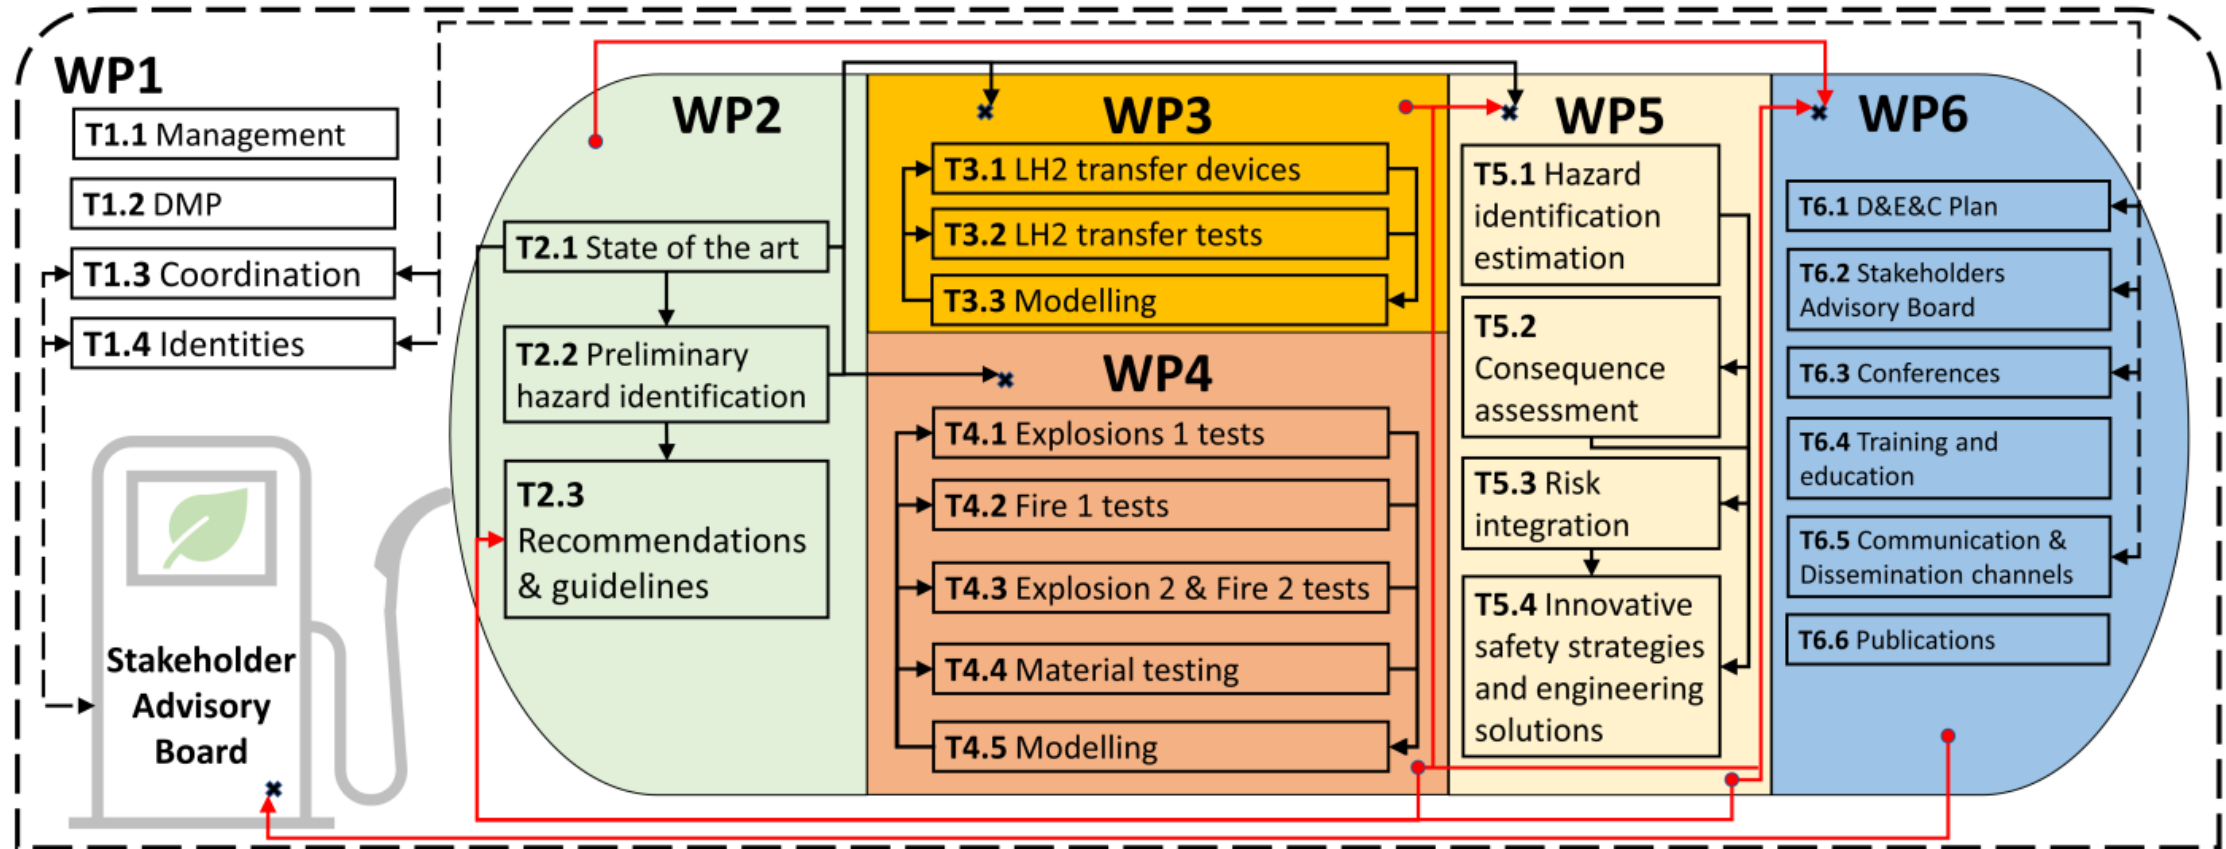 WP1
T1.1 Management
T1.2 DMP
T1.3 Coordination
T1.4 Identities
Stakeholder
Advisory
Board
WP2
T2.1 State of the art
T2.2 Preliminary
hazard identification
T2.3
Recommendations
& guidelines
WP3
T3.1 LH2 transfer devices
T3.2 LH2 transfer tests
T3.3 Modelling
WP4
T4.1 Explosions 1 tests
T4.2 Fire 1 tests
T4.3 Explosion 2 & Fire 2 tests
T4.4 Material testing
T4.5 Modelling
WP5
T5.1 Hazard
identification
estimation
T5.2
Consequence
assessment
T5.3 Risk
integration
T5.4 Innovative
safety strategies
and engineering
solutions
WP6
T6.1 D&E&C Plan
T6.2 Stakeholders
Advisory Board
T6.3 Conferences
T6.4 Training and
education
T6.5 Communication &
Dissemination channels
T6.6 Publications